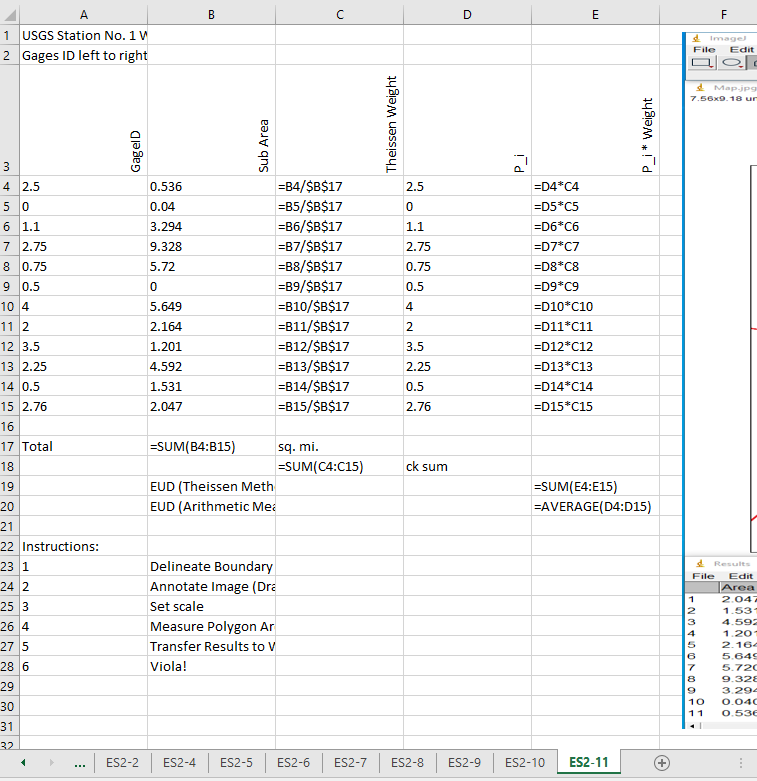 A B C D E F
1 USGS Station No. 1 W
2 Gages ID left to right
3 GageID Sub Area Theissen Weight P_i P_i * Weight
4 2.5 0.536 =B4/$B$17 2.5 =D4*C4
5 0 0.04 =B5/$B$17 0 =D5*C5
6 1.1 3.294 =B6/$B$17 1.1 =D6*C6
7 2.75 9.328 =B7/$B$17 2.75 =D7*C7
8 0.75 5.72 =B8/$B$17 0.75 =D8*C8
9 0.5 0 =B9/$B$17 0.5 =D9*C9
10 4 5.649 =B10/$B$17 4 =D10*C10
11 2 2.164 =B11/$B$17 2 =D11*C11
12 3.5 1.201 =B12/$B$17 3.5 =D12*C12
13 2.25 4.592 =B13/$B$17 2.25 =D13*C13
14 0.5 1.531 =B14/$B$17 0.5 =D14*C14
15 2.76 2.047 =B15/$B$17 2.76 =D15*C15
16
17 Total =SUM(B4:B15) sq. mi.
18 =SUM(C4:C15) ck sum
19 EUD (Theissen Meth =SUM(E4:E15)
20 EUD (Arithmetic Mea =AVERAGE(D4:D15)
21
22 Instructions:
23 1 Delineate Boundary
24 2 Annotate Image (Dra
25 3 Set scale
26 4 Measure Polygon Ar
27 5 Transfer Results to W
28 6 Viola!
29
30
31
32
ImageJ
File Edit
Map.jpg
7.56x9.18 un
Results
File Edit
Area
1 2.047
2 1.531
3 4.592
4 1.201
5 2.164
6 5.649
7 5.720
8 9.328
9 3.294
10 0.040
11 0.536
... ES2-2 ES2-4 ES2-5 ES2-6 ES2-7 ES2-8 ES2-9 ES2-10 ES2-11